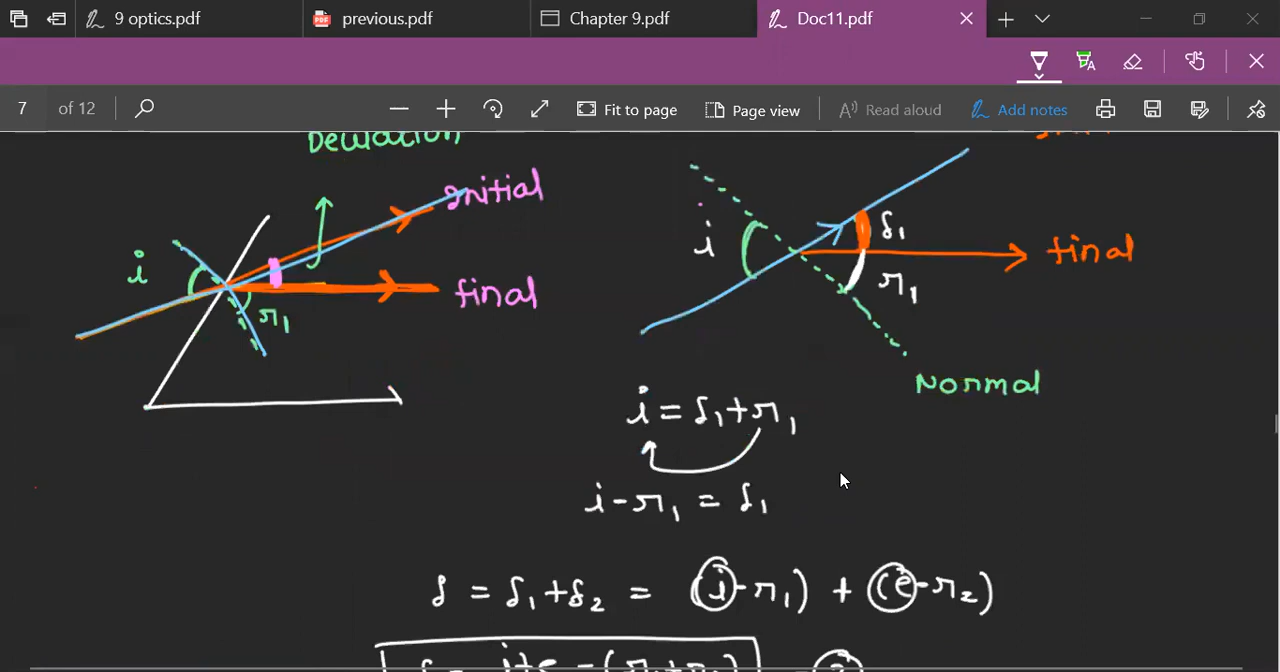 9 optics.pdf
previous.pdf
Chapter 9.pdf
Doc11.pdf
7 of 12
Fit to page
Page view
Read aloud
Add notes
Deviation
initial
i
final
r₁
i
δ₁
final
r₁
Normal
i = δ₁ + r₁
i - r₁ = δ₁
δ = δ₁ + δ₂ = (i - r₁) + (e - r₂)
δ = i + e - (r₁ + r₂)